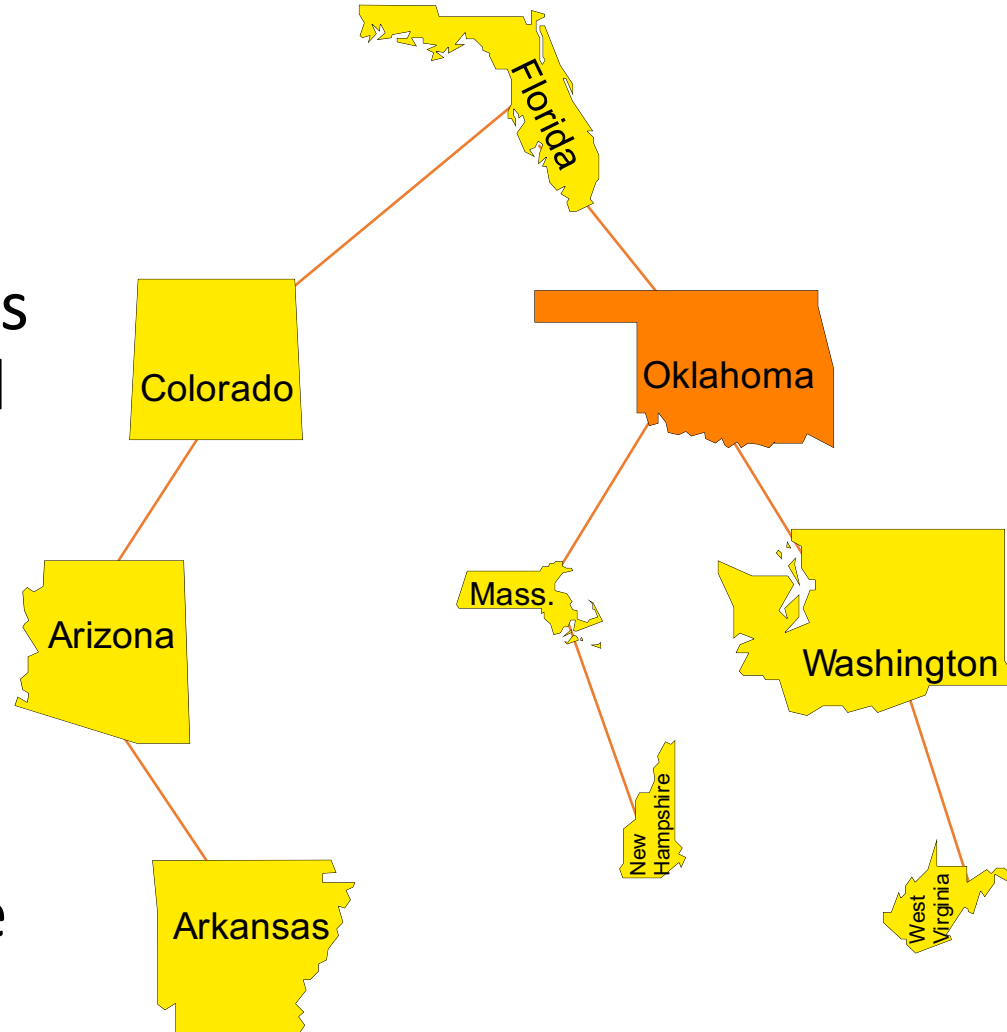 Florida
s
l
Colorado
Oklahoma
Mass.
Arizona
Washington
New
Hampshire
West
Virginia
e
Arkansas